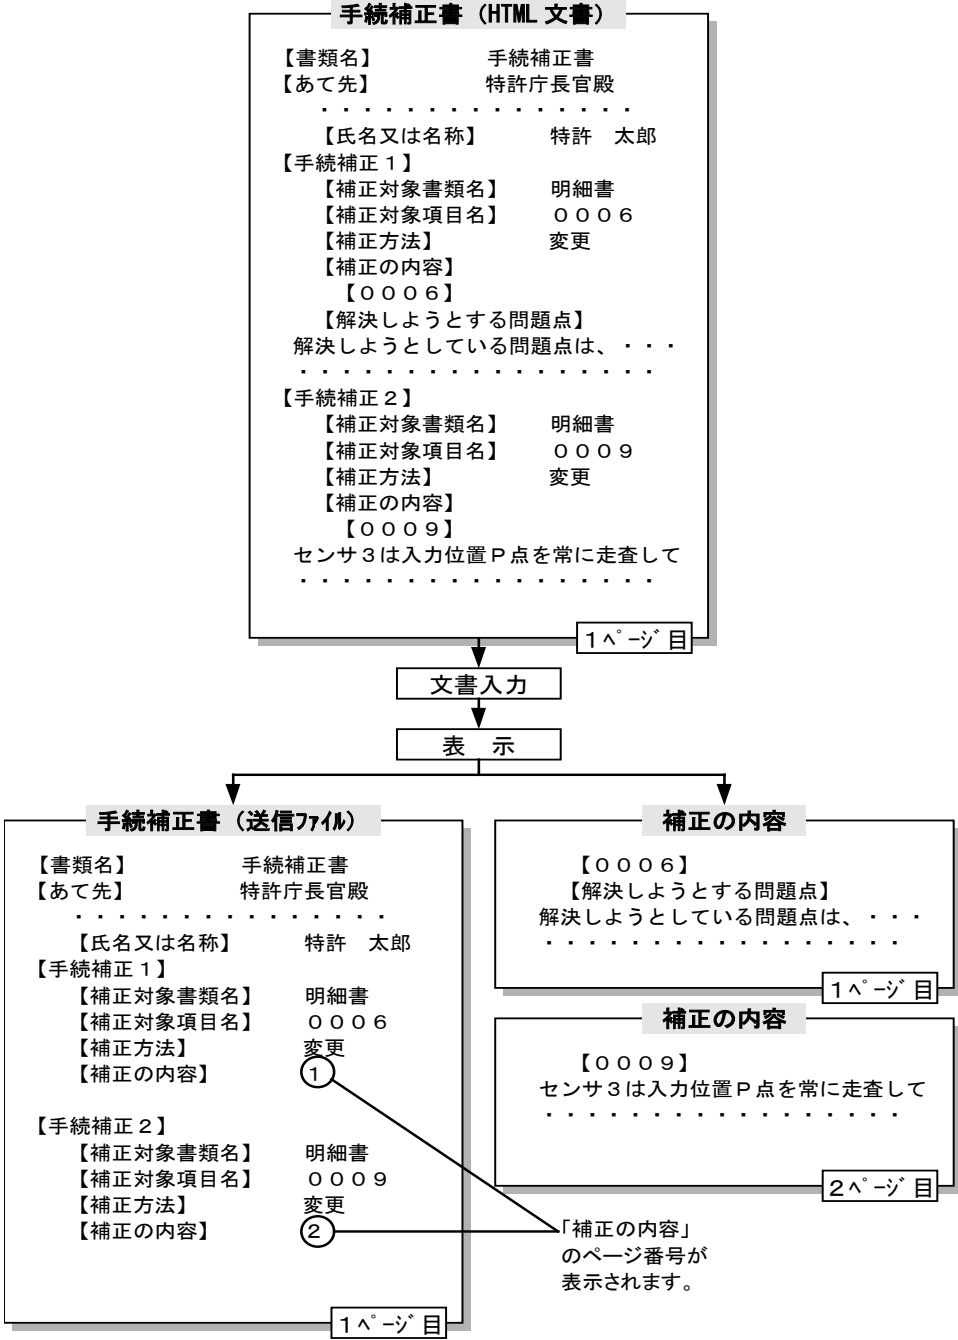 手続補正書（HTML 文書）
【書類名】　手続補正書
【あて先】　特許庁長官殿
・・・・・・・・・・・・・・・
【氏名又は名称】　特許　太郎
【手続補正１】
【補正対象書類名】　明細書
【補正対象項目名】　０００６
【補正方法】　変更
【補正の内容】
【０００６】
【解決しようとする問題点】
解決しようとしている問題点は、・・・
・・・・・・・・・・・・・・・・・
【手続補正２】
【補正対象書類名】　明細書
【補正対象項目名】　０００９
【補正方法】　変更
【補正の内容】
【０００９】
センサ３は入力位置Ｐ点を常に走査して
・・・・・・・・・・・・・・・・・
１ﾍﾟｰｼﾞ目
文書入力
表　示
手続補正書（送信ﾌｧｲﾙ）
【書類名】　手続補正書
【あて先】　特許庁長官殿
・・・・・・・・・・・・・・・
【氏名又は名称】　特許　太郎
【手続補正１】
【補正対象書類名】　明細書
【補正対象項目名】　０００６
【補正方法】　変更
【補正の内容】　①
【手続補正２】
【補正対象書類名】　明細書
【補正対象項目名】　０００９
【補正方法】　変更
【補正の内容】　②
１ﾍﾟｰｼﾞ目
補正の内容
【０００６】
【解決しようとする問題点】
解決しようとしている問題点は、・・・
・・・・・・・・・・・・・・・・・
１ﾍﾟｰｼﾞ目
補正の内容
【０００９】
センサ３は入力位置Ｐ点を常に走査して
・・・・・・・・・・・・・・・・・
２ﾍﾟｰｼﾞ目
「補正の内容」
のページ番号が
表示されます。